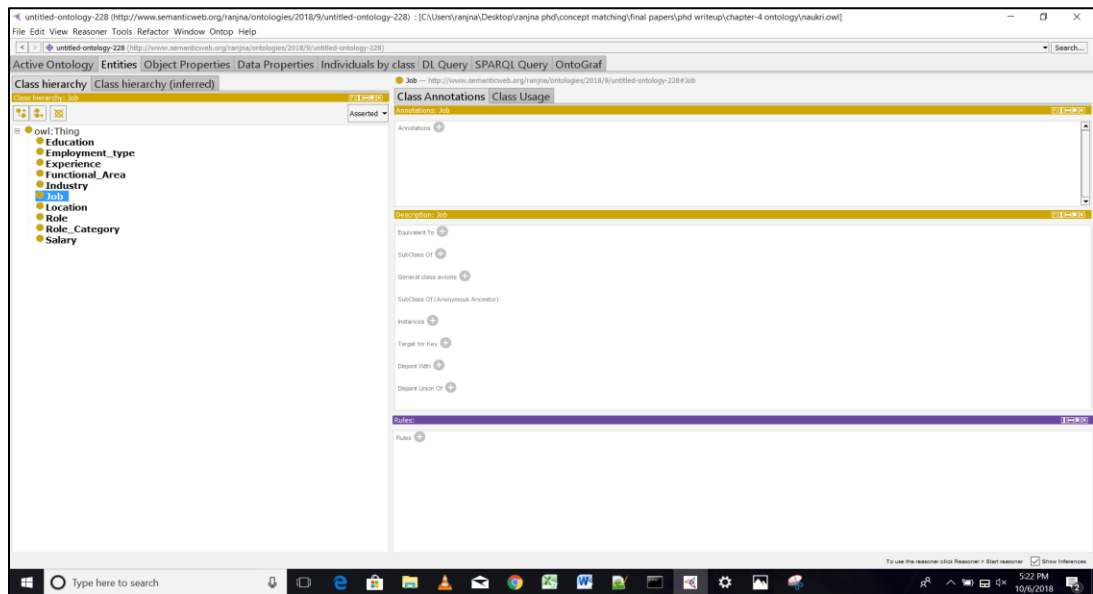 untitled-ontology-228 (http://www.semanticweb.org/ranjna/ontologies/2018/9/untitled-ontology-228) : [C:\Users\ranjna\Desktop\ranjna phd\concept matching\final papers\phd writeup\chapter-4 ontology\naukri.owl]
File Edit View Reasoner Tools Refactor Window Ontop Help
< > untitled-ontology-228 (http://www.semanticweb.org/ranjna/ontologies/2018/9/untitled-ontology-228) Search...
Active Ontology Entities Object Properties Data Properties Individuals by class DL Query SPARQL Query OntoGraf
Class hierarchy Class hierarchy (inferred)
Class hierarchy: Job
Asserted
owl:Thing
Education
Employment_type
Experience
Functional_Area
Industry
Job
Location
Role
Role_Category
Salary
Job — http://www.semanticweb.org/ranjna/ontologies/2018/9/untitled-ontology-228#Job
Class Annotations Class Usage
Annotations: Job
Annotations
Description: Job
Equivalent To
SubClass Of
General class axioms
SubClass Of (Anonymous Ancestor)
Instances
Target for Key
Disjoint With
Disjoint Union Of
Rules:
Rules
To use the reasoner click Reasoner > Start reasoner Show Inferences
Type here to search
5:22 PM
10/6/2018